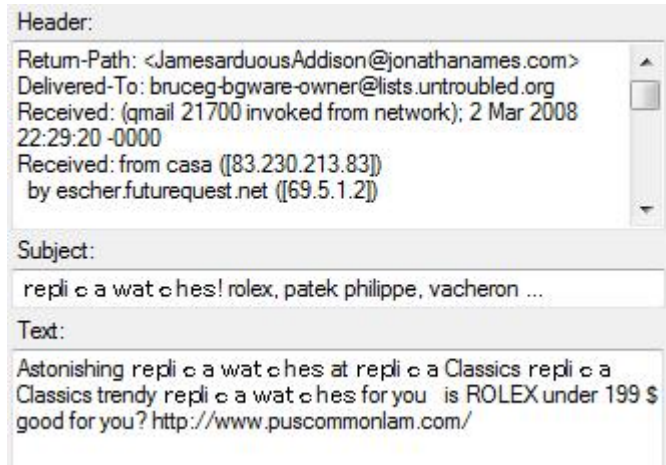 Header:
Return-Path: <JamesarduousAddison@jonathanames.com>
Delivered-To: bruceg-bgware-owner@lists.untroubled.org
Received: (qmail 21700 invoked from network); 2 Mar 2008
22:29:20 -0000
Received: from casa ([83.230.213.83])
by escher.futurequest.net ([69.5.1.2])
Subject:
repli c a wat c hes! rolex, patek philippe, vacheron ...
Text:
Astonishing repli c a wat c hes at repli c a Classics repli c a
Classics trendy repli c a wat c hes for you   is ROLEX under 199 $
good for you? http://www.puscommonlam.com/